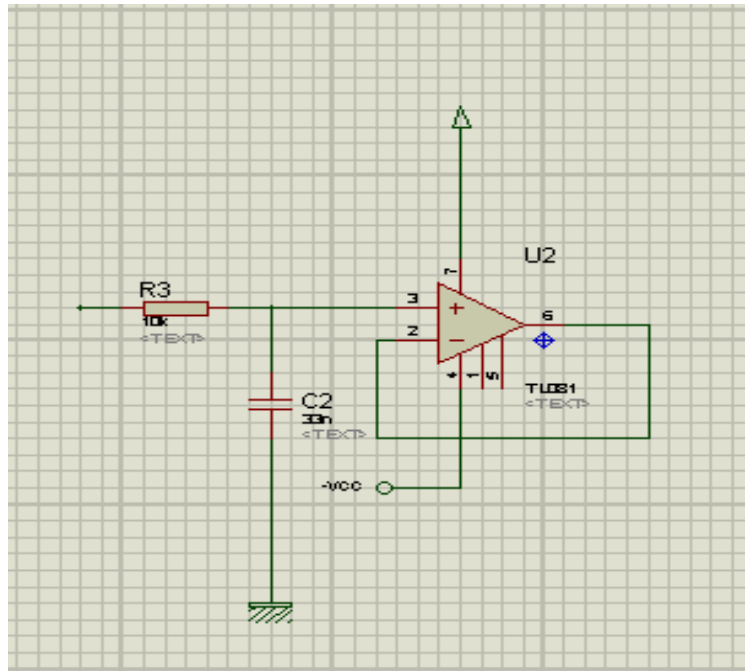 U2
7
R3
10k
<TEXT>
3
+
6
2
−
4
1
5
TL081
<TEXT>
C2
33n
<TEXT>
-VCC